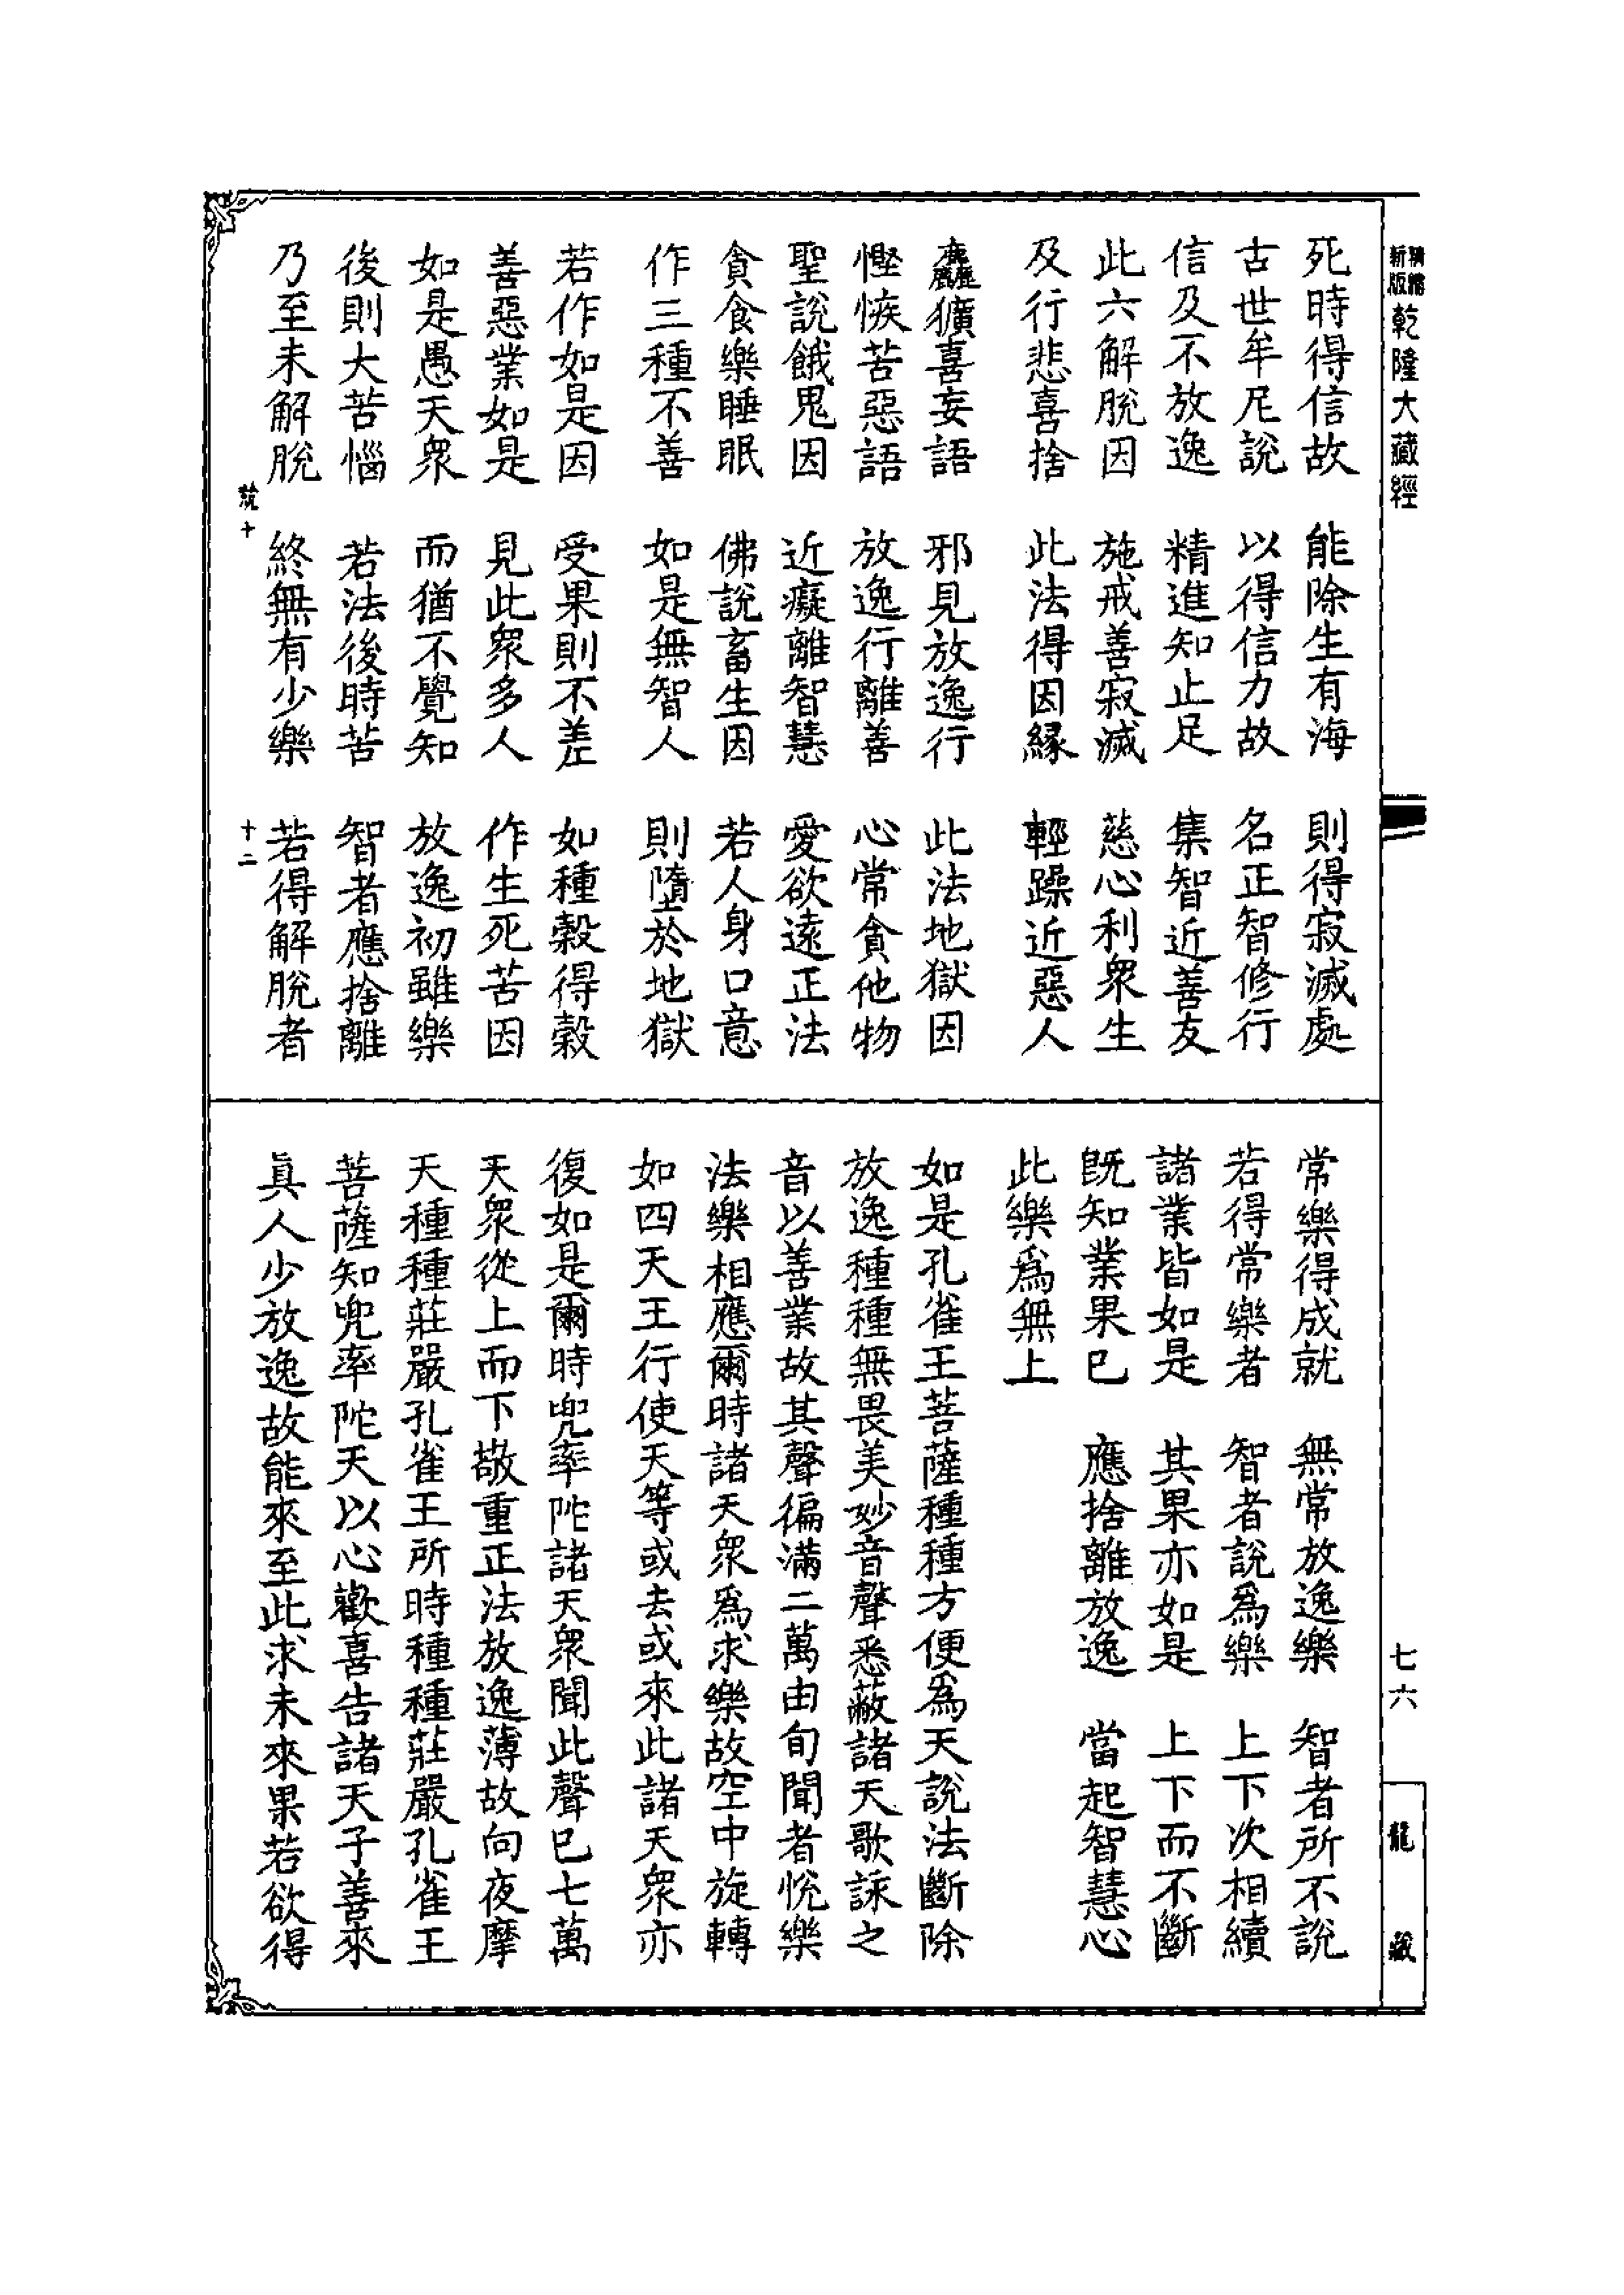 精縮新版乾隆大藏經
七六
龍藏
死時得信故　能除生有海　則得寂滅處
古世牟尼說　以得信力故　名正智修行
信及不放逸　精進知止足　集智近善友
此六解脫因　施戒善寂滅　慈心利衆生
及行悲喜捨　此法得因縁　輕躁近惡人
麤獷喜妄語　邪見放逸行　此法地獄因
慳悋苦惡語　放逸行離善　心常貪他物
聖說餓鬼因　近癡離智慧　愛欲遠正法
貪食樂睡眠　佛說畜生因　若人身口意
作三種不善　如是無智人　則墮於地獄
若作如是因　受果則不差　如種穀得穀
善惡業如是　見此衆多人　作生死苦因
如是愚天衆　而猶不覺知　放逸初雖樂
後則大苦惱　若法後時苦　智者應捨離
乃至未解脫　終無有少樂　若得解脫者
十二
常樂得成就　無常放逸樂　智者所不說
若得常樂者　智者說爲樂　上下次相續
諸業皆如是　其果亦如是　上下而不斷
旣知業果已　應捨離放逸　當起智慧心
此樂爲無上
如是孔雀王菩薩種種方便爲天說法斷除
放逸種種無畏美妙音聲悉蔽諸天歌詠之
音以善業故其聲徧滿二萬由旬聞者悅樂
法樂相應爾時諸天衆爲求樂故空中旋轉
如四天王行使天等或去或來此諸天衆亦
復如是爾時兜率陀諸天衆聞此聲已七萬
天衆從上而下敬重正法放逸薄故向夜摩
天種種莊嚴孔雀王所時種種莊嚴孔雀王
菩薩知兜率陀天以心歡喜告諸天子善來
眞人少放逸故能來至此求未來果若欲得